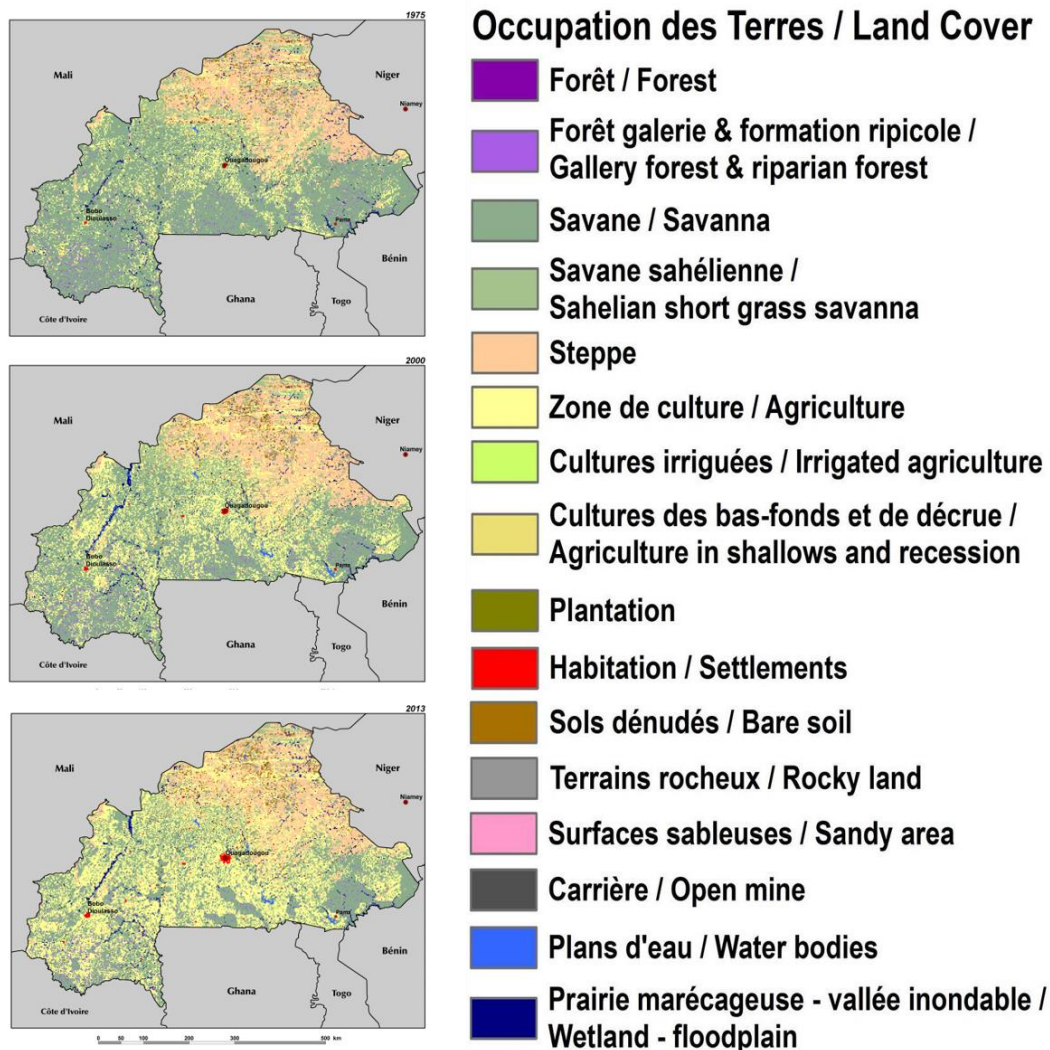 1975
Mali
Niger
Niamey
Ouagadougou
Bobo
Dioulasso
Pama
Bénin
Ghana
Togo
Côte d'Ivoire
2000
Mali
Niger
Niamey
Ouagadougou
Bobo
Dioulasso
Pama
Bénin
Ghana
Togo
Côte d'Ivoire
2013
Mali
Niger
Niamey
Ouagadougou
Bobo
Dioulasso
Pama
Bénin
Ghana
Togo
Côte d'Ivoire
0 50 100 200 300 500 km
Occupation des Terres / Land Cover
Forêt / Forest
Forêt galerie & formation ripicole /
Gallery forest & riparian forest
Savane / Savanna
Savane sahélienne /
Sahelian short grass savanna
Steppe
Zone de culture / Agriculture
Cultures irriguées / Irrigated agriculture
Cultures des bas-fonds et de décrue /
Agriculture in shallows and recession
Plantation
Habitation / Settlements
Sols dénudés / Bare soil
Terrains rocheux / Rocky land
Surfaces sableuses / Sandy area
Carrière / Open mine
Plans d'eau / Water bodies
Prairie marécageuse - vallée inondable /
Wetland - floodplain